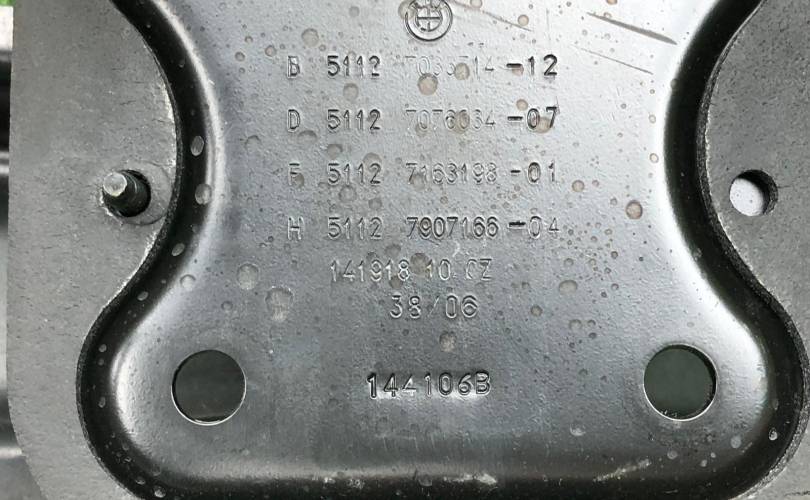 B 5112 -12
D 5112 7076034 -07
F 5112 7163198 -01
H 5112 7907166 -04
141918 10 CZ
38/06
144106B